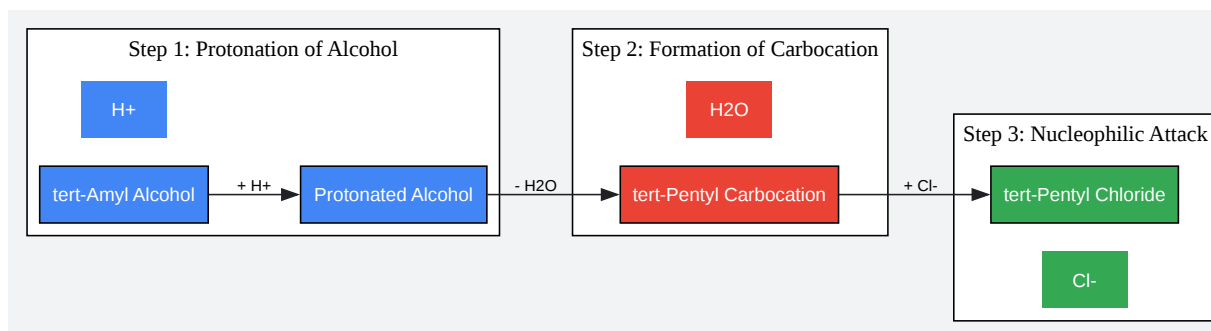 Step 1: Protonation of Alcohol
H+
tert-Amyl Alcohol
+ H+
Protonated Alcohol
- H2O
Step 2: Formation of Carbocation
H2O
tert-Pentyl Carbocation
+ Cl-
Step 3: Nucleophilic Attack
tert-Pentyl Chloride
Cl-